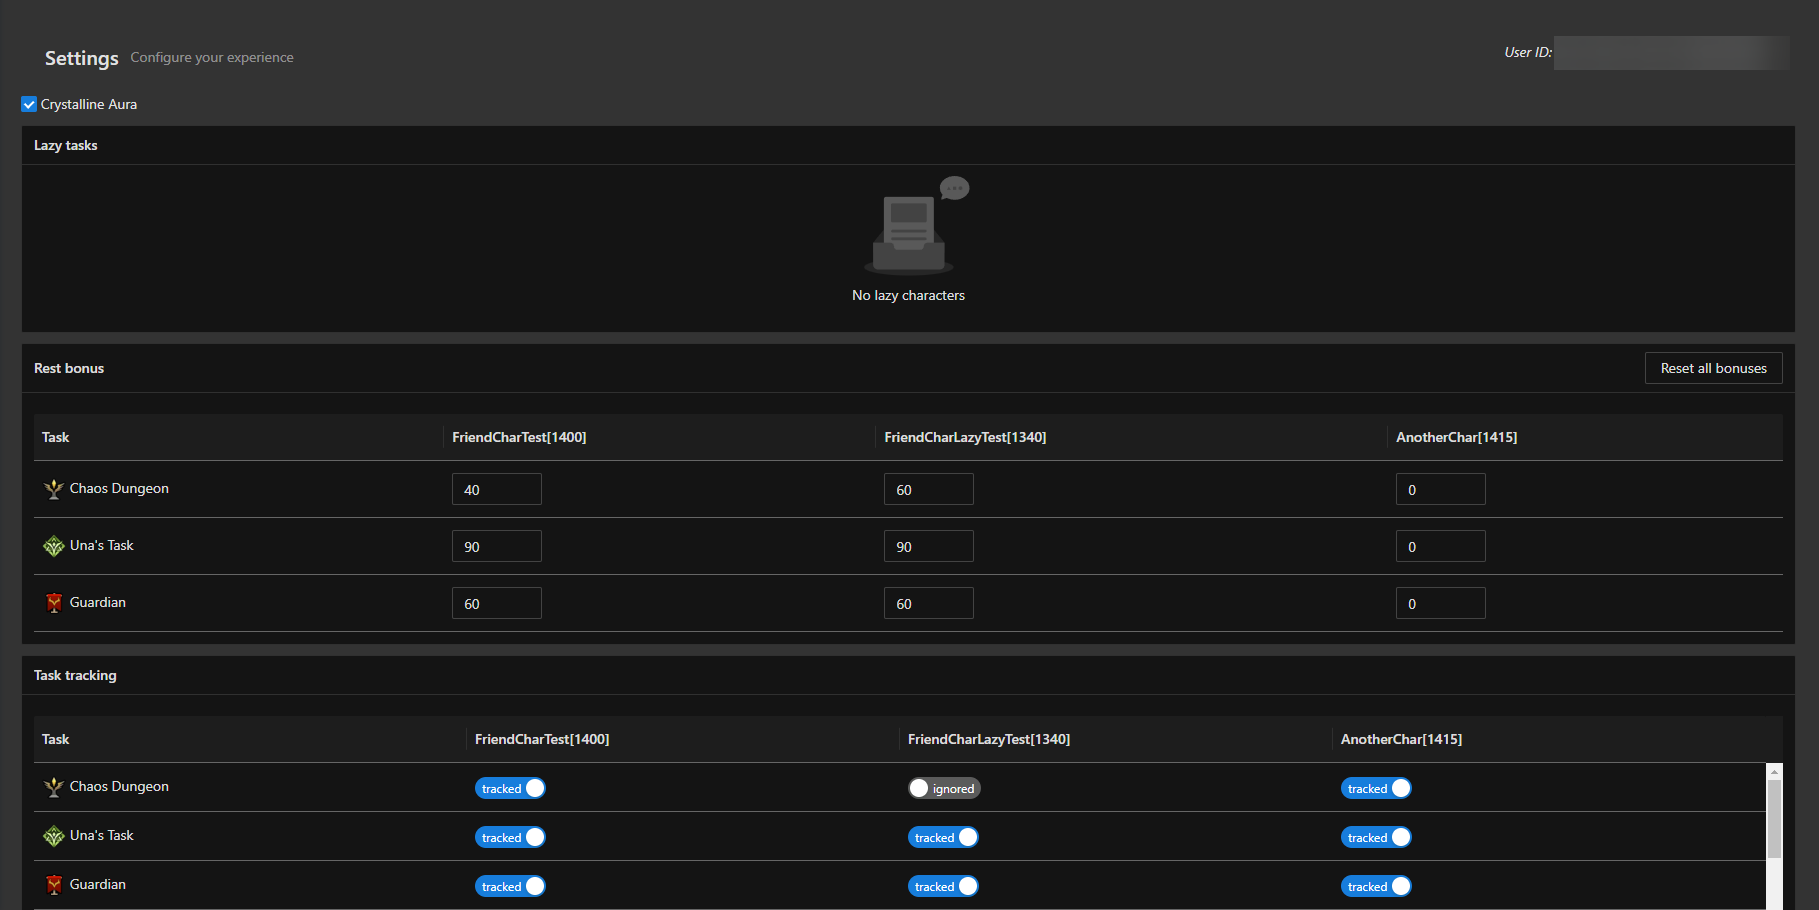 Settings Configure your experience
User ID:
Crystalline Aura
Lazy tasks
No lazy characters
Rest bonus
Reset all bonuses
Task FriendCharTest[1400] FriendCharLazyTest[1340] AnotherChar[1415]
Chaos Dungeon 40 60 0
Una's Task 90 90 0
Guardian 60 60 0
Task tracking
Task FriendCharTest[1400] FriendCharLazyTest[1340] AnotherChar[1415]
Chaos Dungeon tracked ignored tracked
Una's Task tracked tracked tracked
Guardian tracked tracked tracked